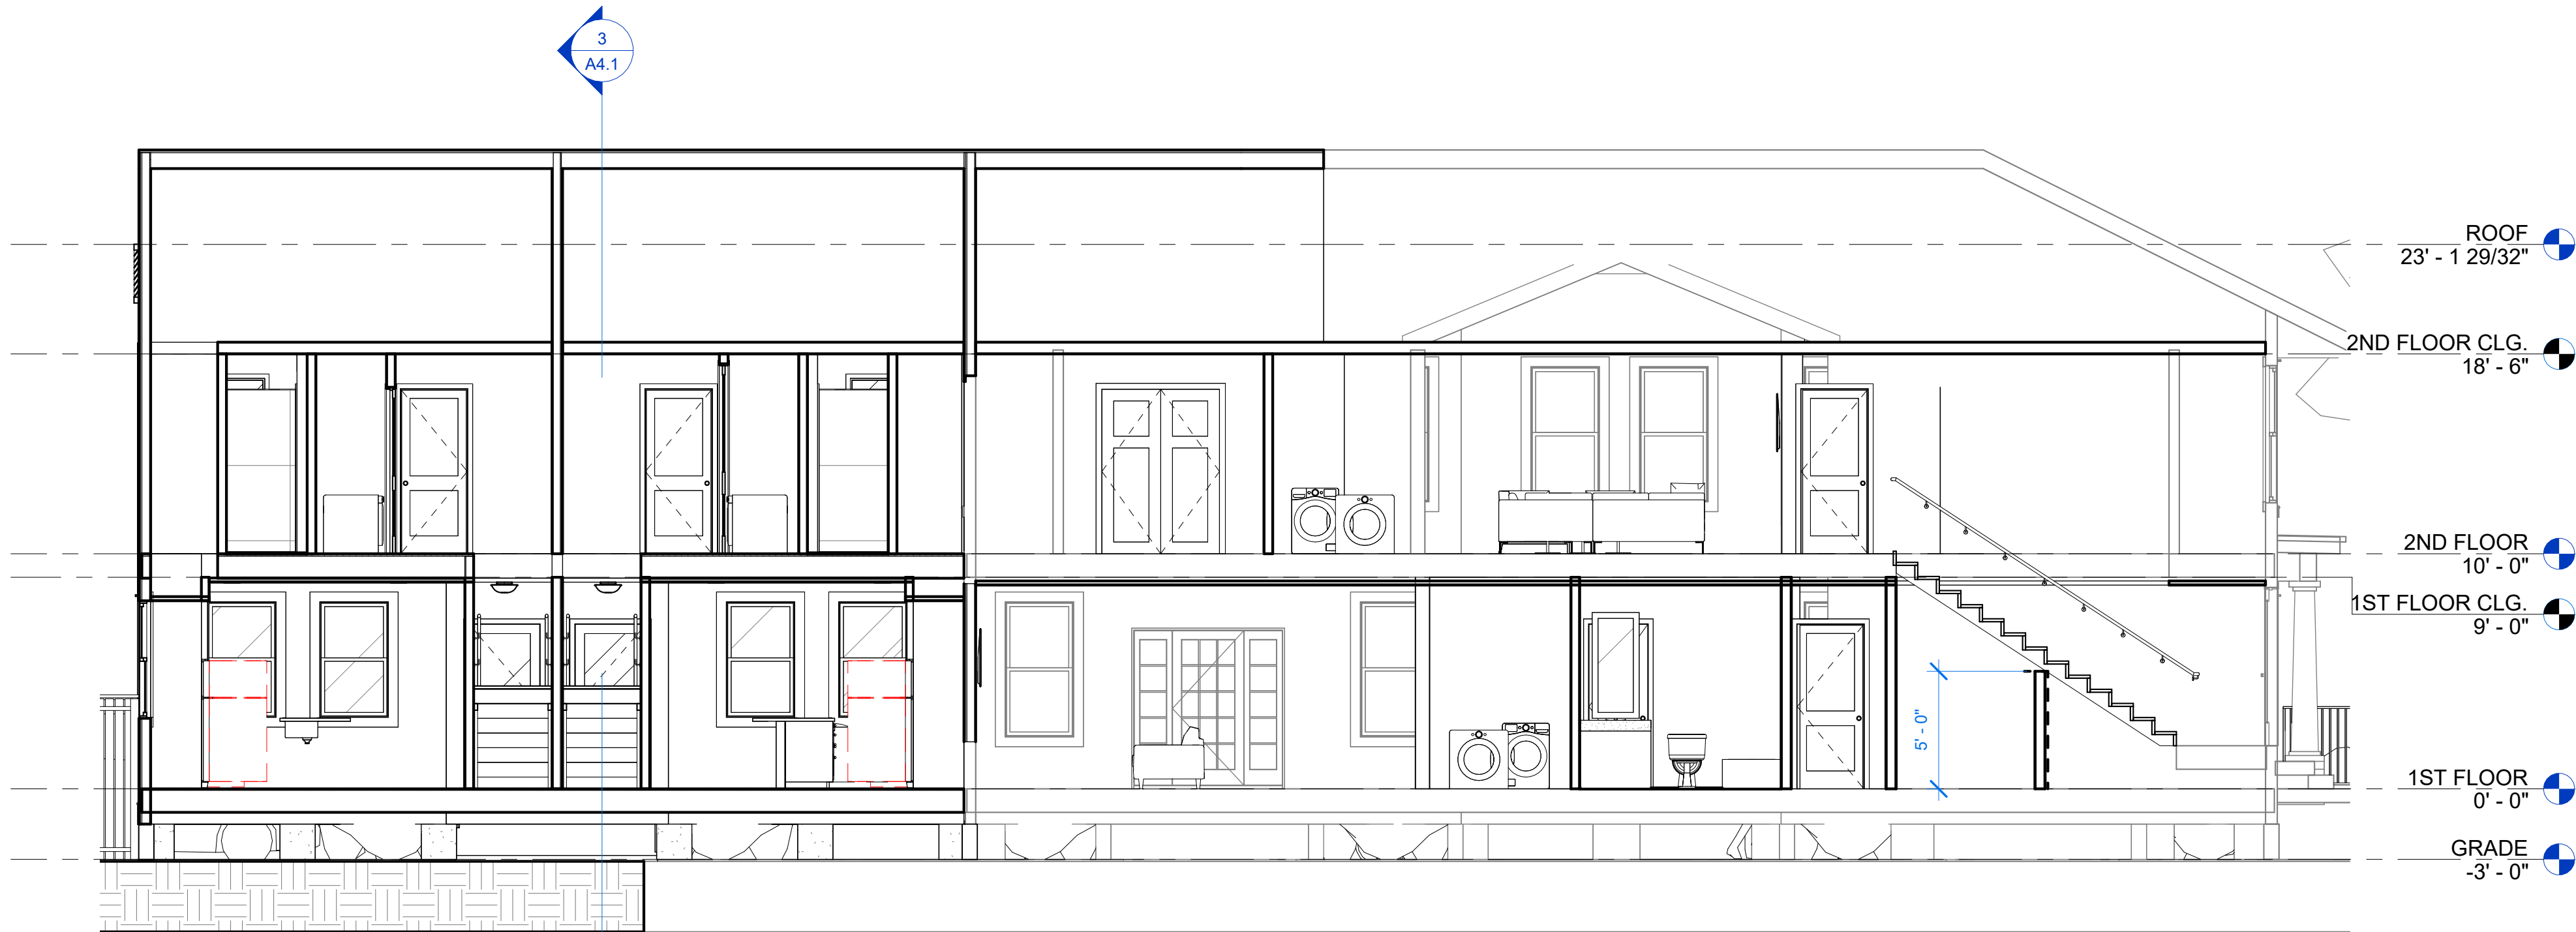 3
A4.1
ROOF
23' - 1 29/32"
2ND FLOOR CLG.
18' - 6"
2ND FLOOR
10' - 0"
1ST FLOOR CLG.
9' - 0"
5' - 0"
1ST FLOOR
0' - 0"
GRADE
-3' - 0"